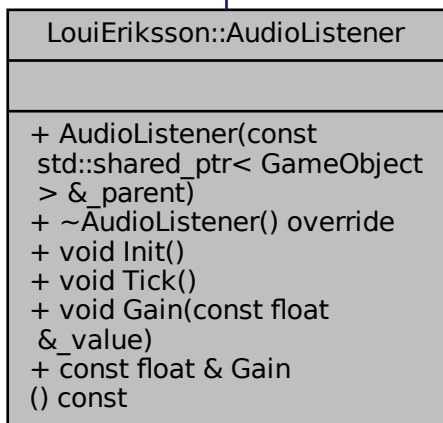 LouiEriksson::AudioListener
+ AudioListener(const
std::shared_ptr< GameObject
> &_parent)
+ ~AudioListener() override
+ void Init()
+ void Tick()
+ void Gain(const float
&_value)
+ const float & Gain
() const